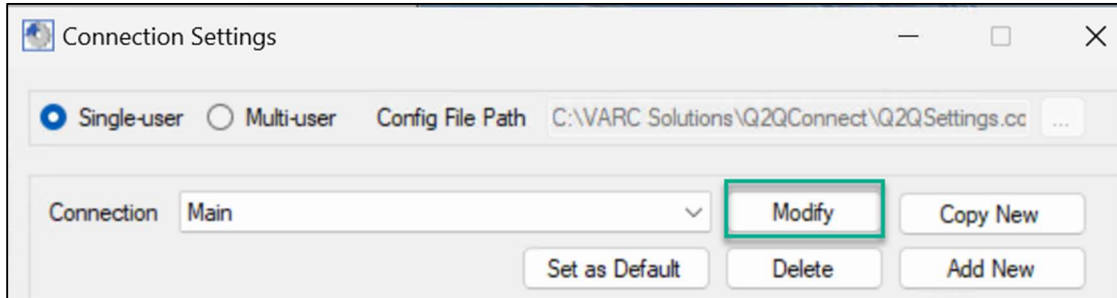 Connection Settings
Single-user Multi-user Config File Path C:\VARC Solutions\Q2QConnect\Q2QSettings.cc ...
Connection Main Modify Copy New
Set as Default Delete Add New